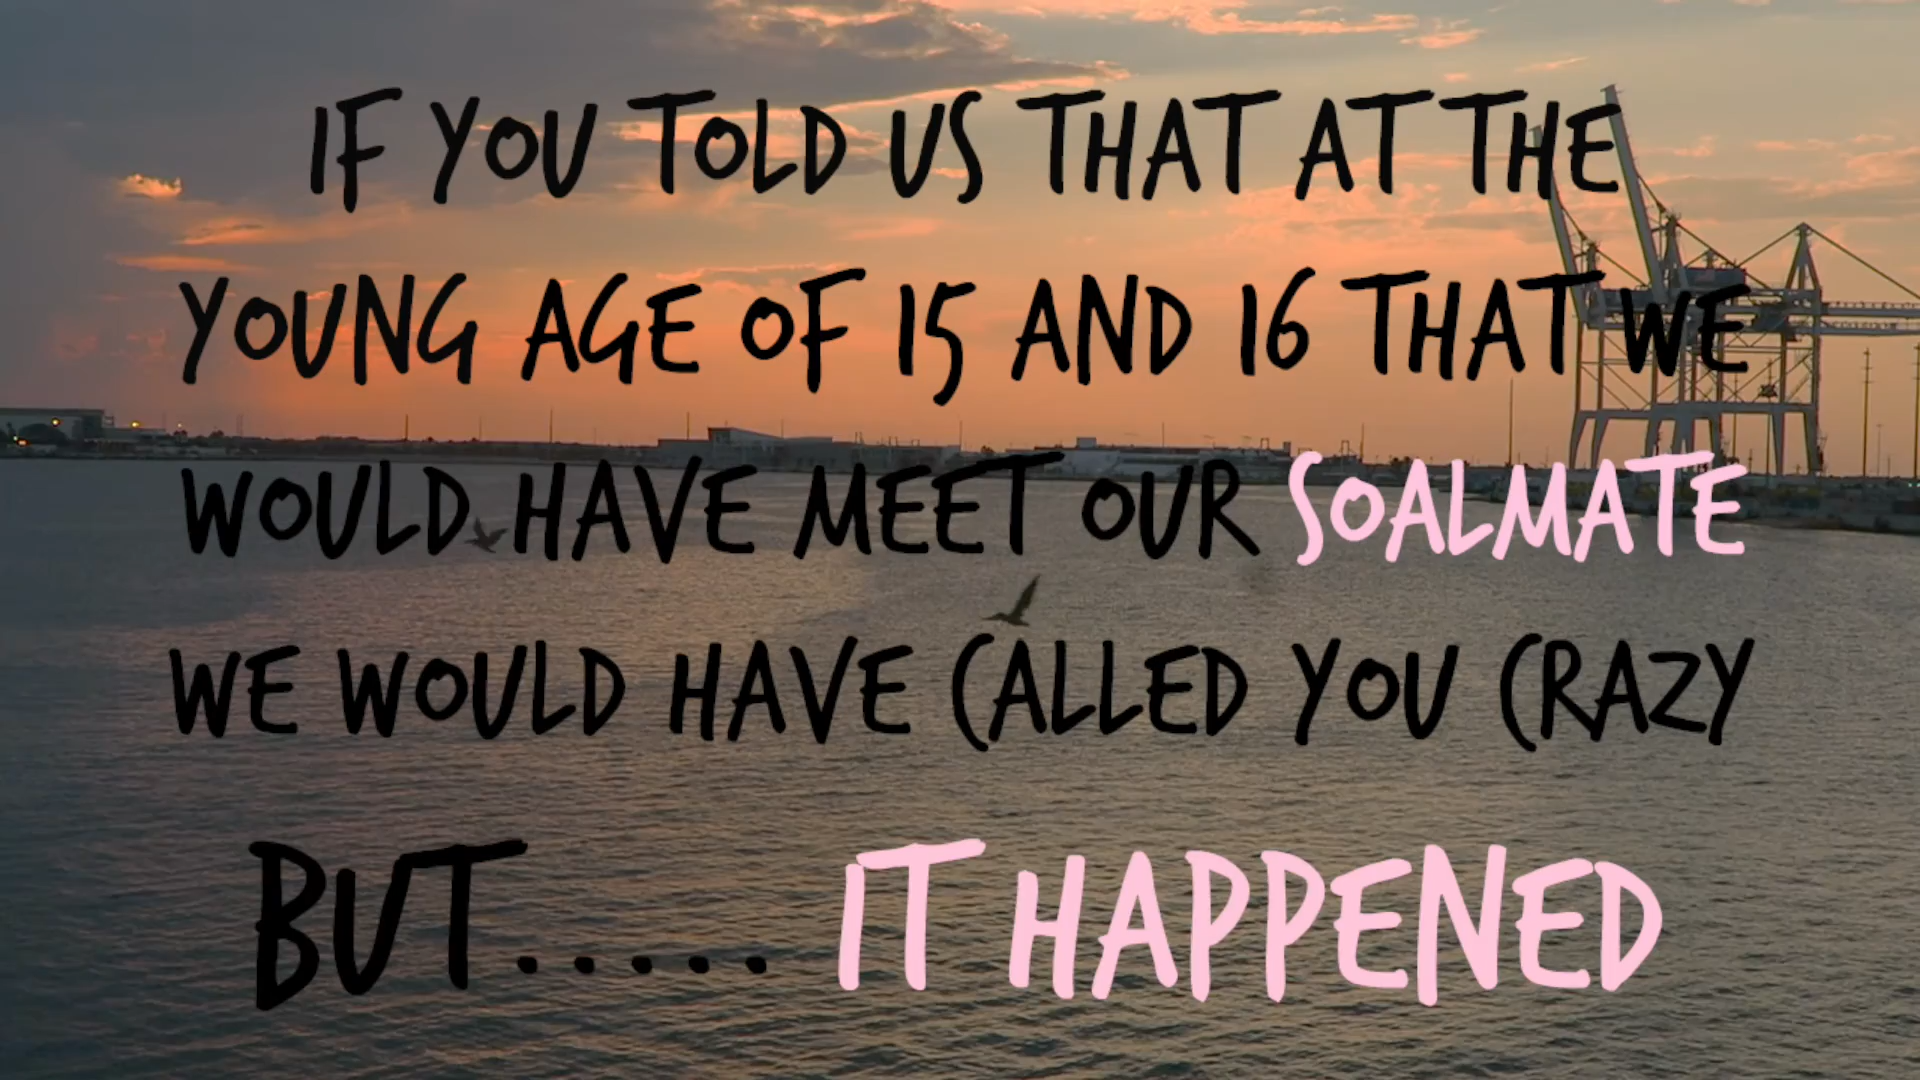 IF YOU TOLD US THAT AT THE
YOUNG AGE OF 15 AND 16 THAT WE
WOULD HAVE MEET OUR SOALMATE
WE WOULD HAVE CALLED YOU CRAZY
BUT..... IT HAPPENED